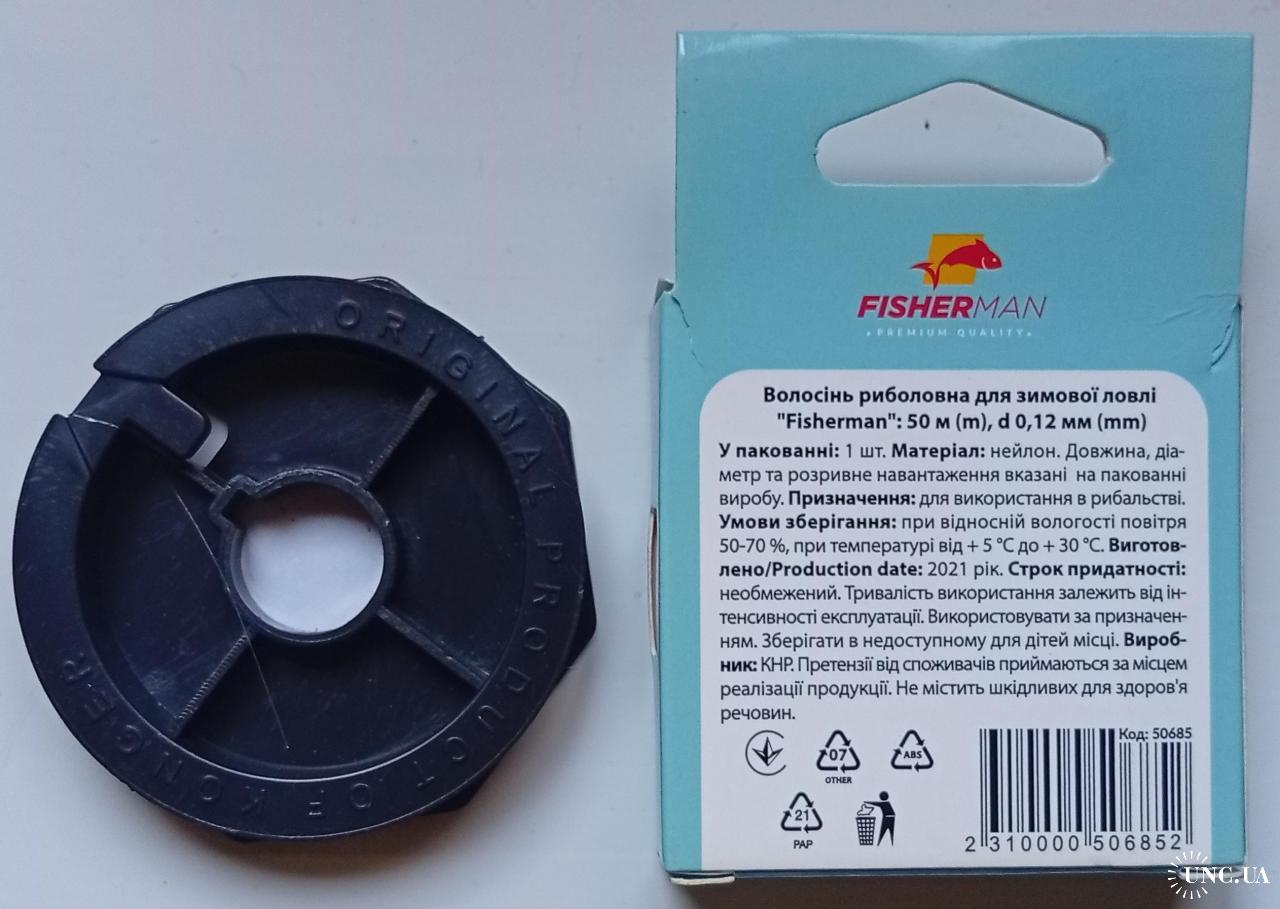 ORIGINAL PRODUCT OF KONGER
FISHERMAN
PREMIUM QUALITY
Волосінь риболовна для зимової ловлі
"Fisherman": 50 м (m), d 0,12 мм (mm)
У пакованні: 1 шт. Матеріал: нейлон. Довжина, діа-
метр та розривне навантаження вказані на пакованні
виробу. Призначення: для використання в рибальстві.
Умови зберігання: при відносній вологості повітря
50-70 %, при температурі від + 5 °C до + 30 °C. Виготов-
лено/Production date: 2021 рік. Строк придатності:
необмежений. Тривалість використання залежить від ін-
тенсивності експлуатації. Використовувати за призначен-
ням. Зберігати в недоступному для дітей місці. Вироб-
ник: КНР. Претензії від споживачів приймаються за місцем
реалізації продукції. Не містить шкідливих для здоров'я
речовин.
Код: 50685
07
OTHER
ABS
21
PAP
2 310000 506852
UNC.UA